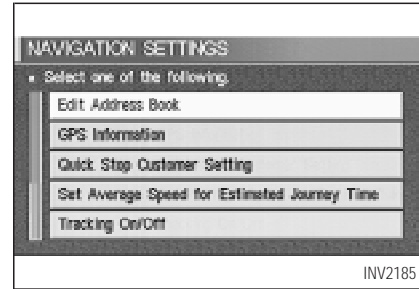 NAVIGATION SETTINGS
Select one of the following.
Edit Address Book
GPS Information
Quick Stop Customer Setting
Set Average Speed for Estimated Journey Time
Tracking On/Off
INV2185